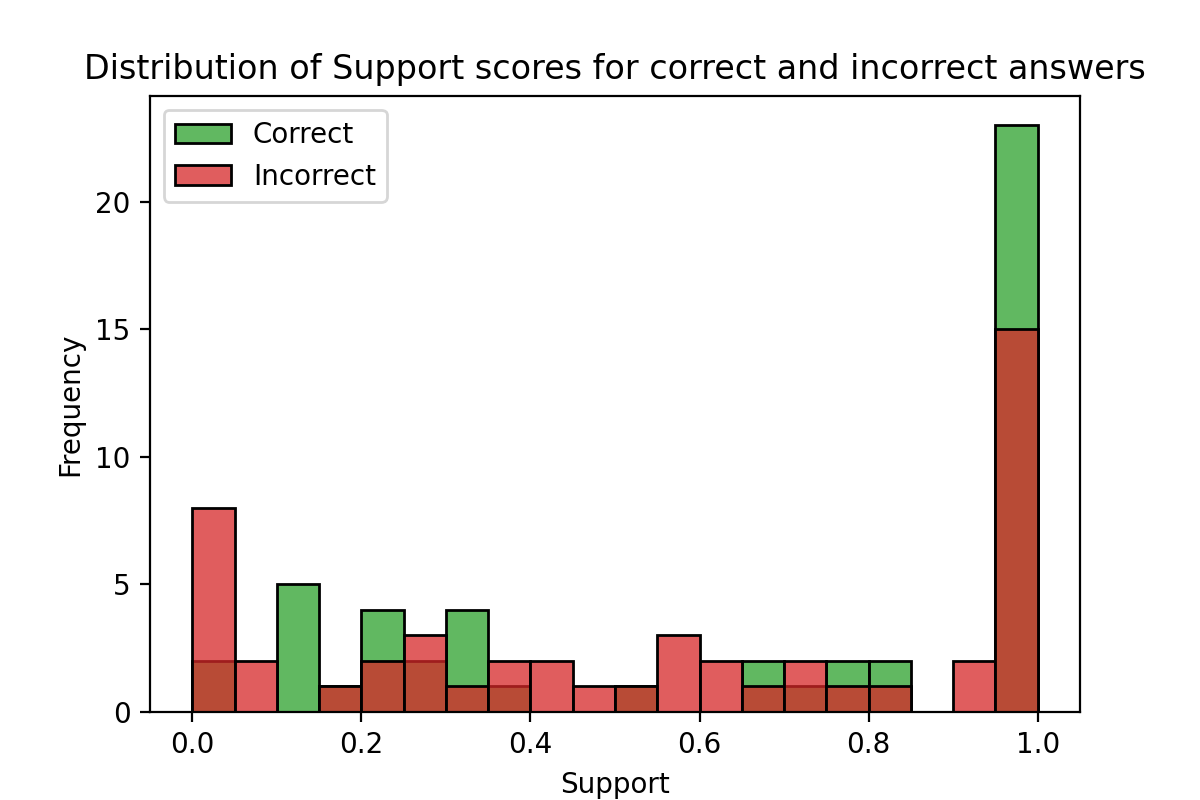 Distribution of Support scores for correct and incorrect answers
Correct
Incorrect
Frequency
20
15
10
5
0
0.0 0.2 0.4 0.6 0.8 1.0
Support